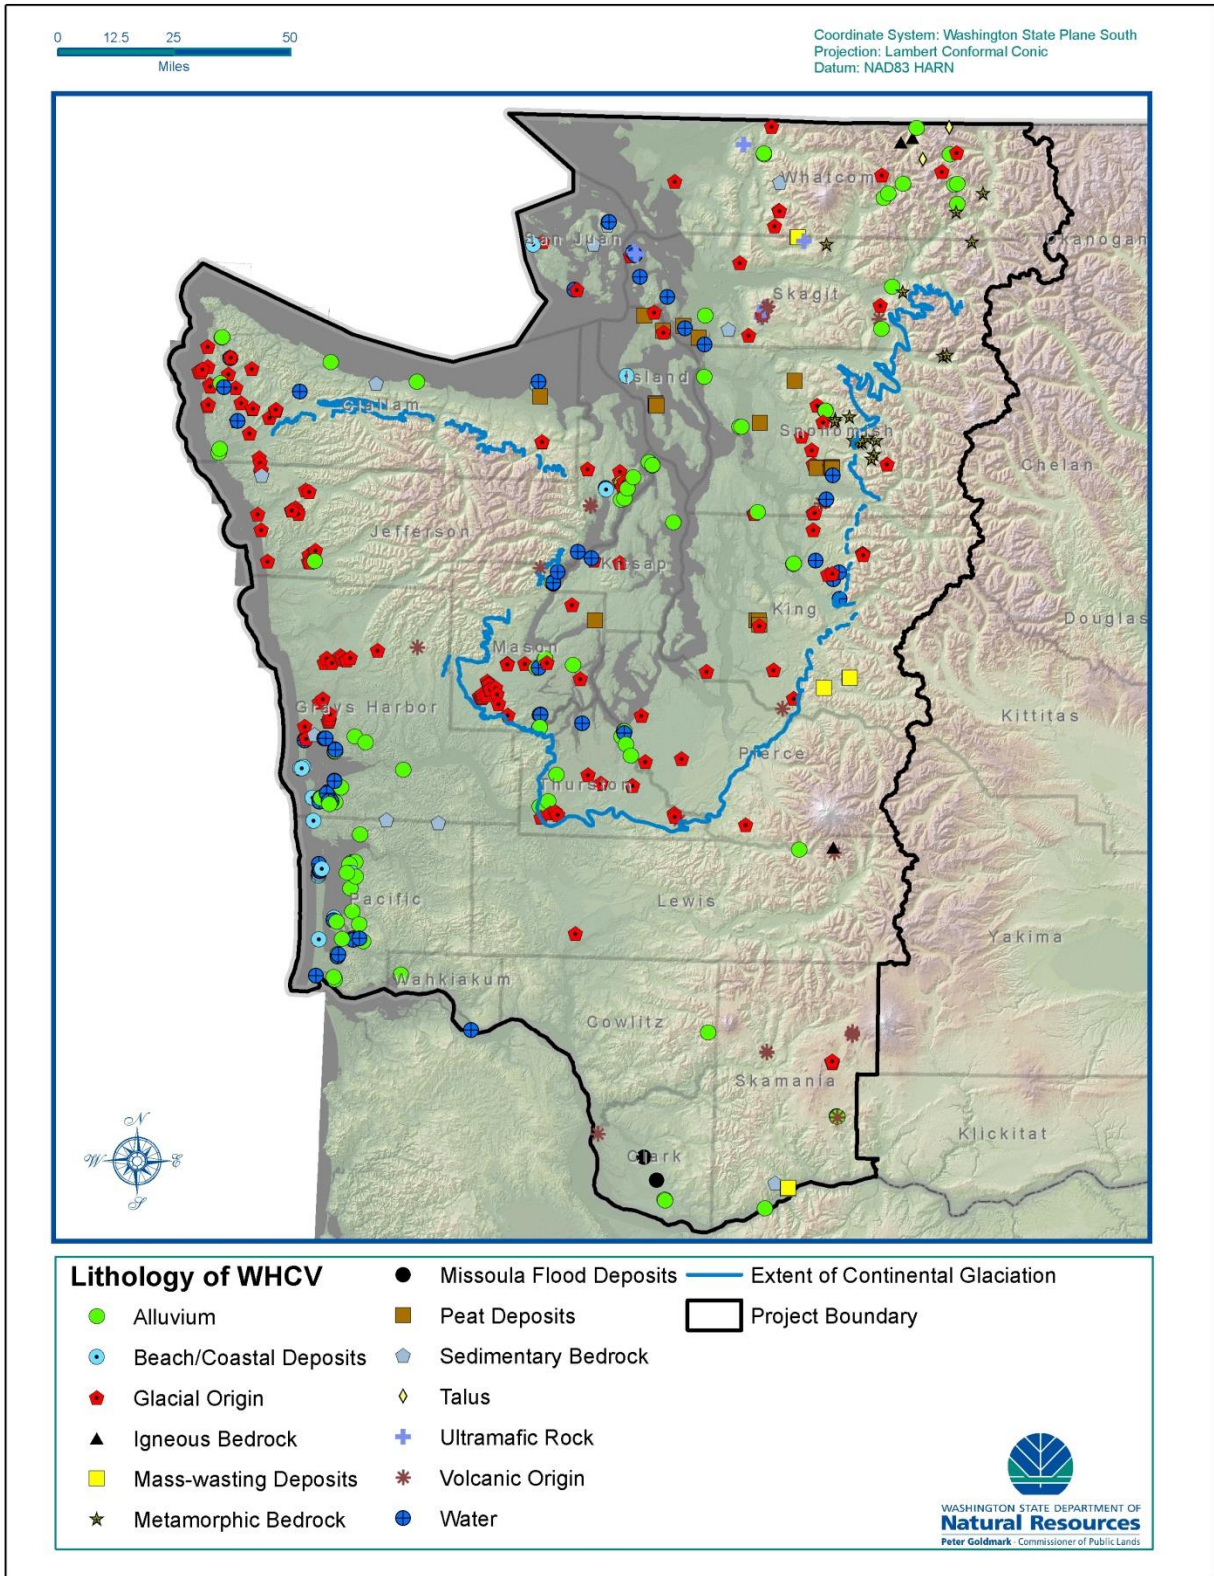 0 12.5 25 50
Miles
Coordinate System: Washington State Plane South
Projection: Lambert Conformal Conic
Datum: NAD83 HARN
Whatcom
San Juan
Okanogan
Skagit
Island
Clallam
Snohomish
Chelan
Jefferson
Kitsap
King
Douglas
Mason
Grays Harbor
Kittitas
Pierce
Thurston
Pacific
Lewis
Yakima
Wahkiakum
Cowlitz
Skamania
Klickitat
Clark
N
W E
S
Lithology of WHCV
Alluvium
Beach/Coastal Deposits
Glacial Origin
Igneous Bedrock
Mass-wasting Deposits
Metamorphic Bedrock
Missoula Flood Deposits
Peat Deposits
Sedimentary Bedrock
Talus
Ultramafic Rock
Volcanic Origin
Water
Extent of Continental Glaciation
Project Boundary
WASHINGTON STATE DEPARTMENT OF
Natural Resources
Peter Goldmark - Commissioner of Public Lands